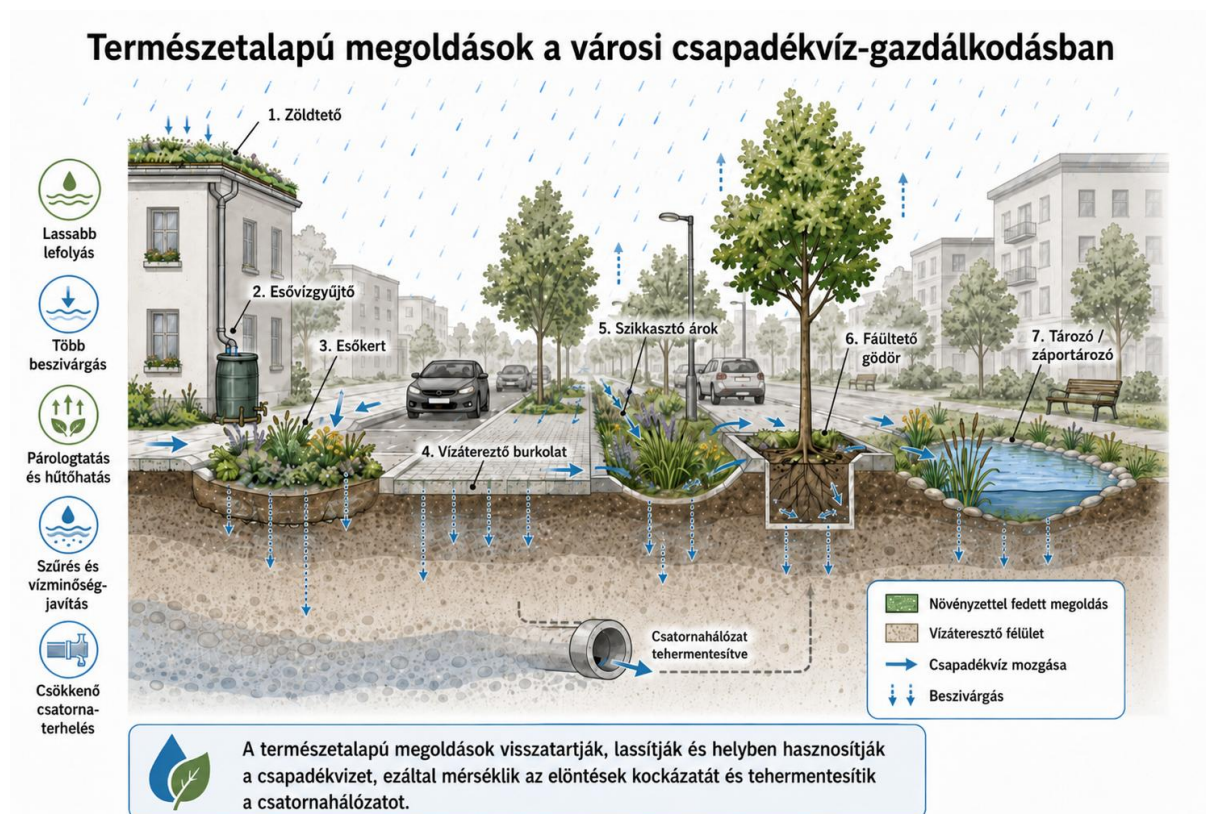 Természetalapú megoldások a városi csapadékvíz-gazdálkodásban
1. Zöldtető
Lassabb
lefolyás
2. Esővízgyűjtő
Több
beszivárgás
3. Esőkert
5. Szikkasztó árok
6. Fáültető
gödör
7. Tározó /
záportározó
Párologtatás
és hűtőhatás
4. Vízáteresztő burkolat
Szűrés és
vízminőség-
javítás
Csökkenő
csatorna-
terhelés
Csatornahálózat
tehermentesítve
Növényzettel fedett megoldás
Vízáteresztő félület
Csapadékvíz mozgása
Beszivárgás
A természetalapú megoldások visszatartják, lassítják és helyben hasznosítják
a csapadékvizet, ezáltal mérséklik az elöntések kockázatát és tehermentesítik
a csatornahálózatot.